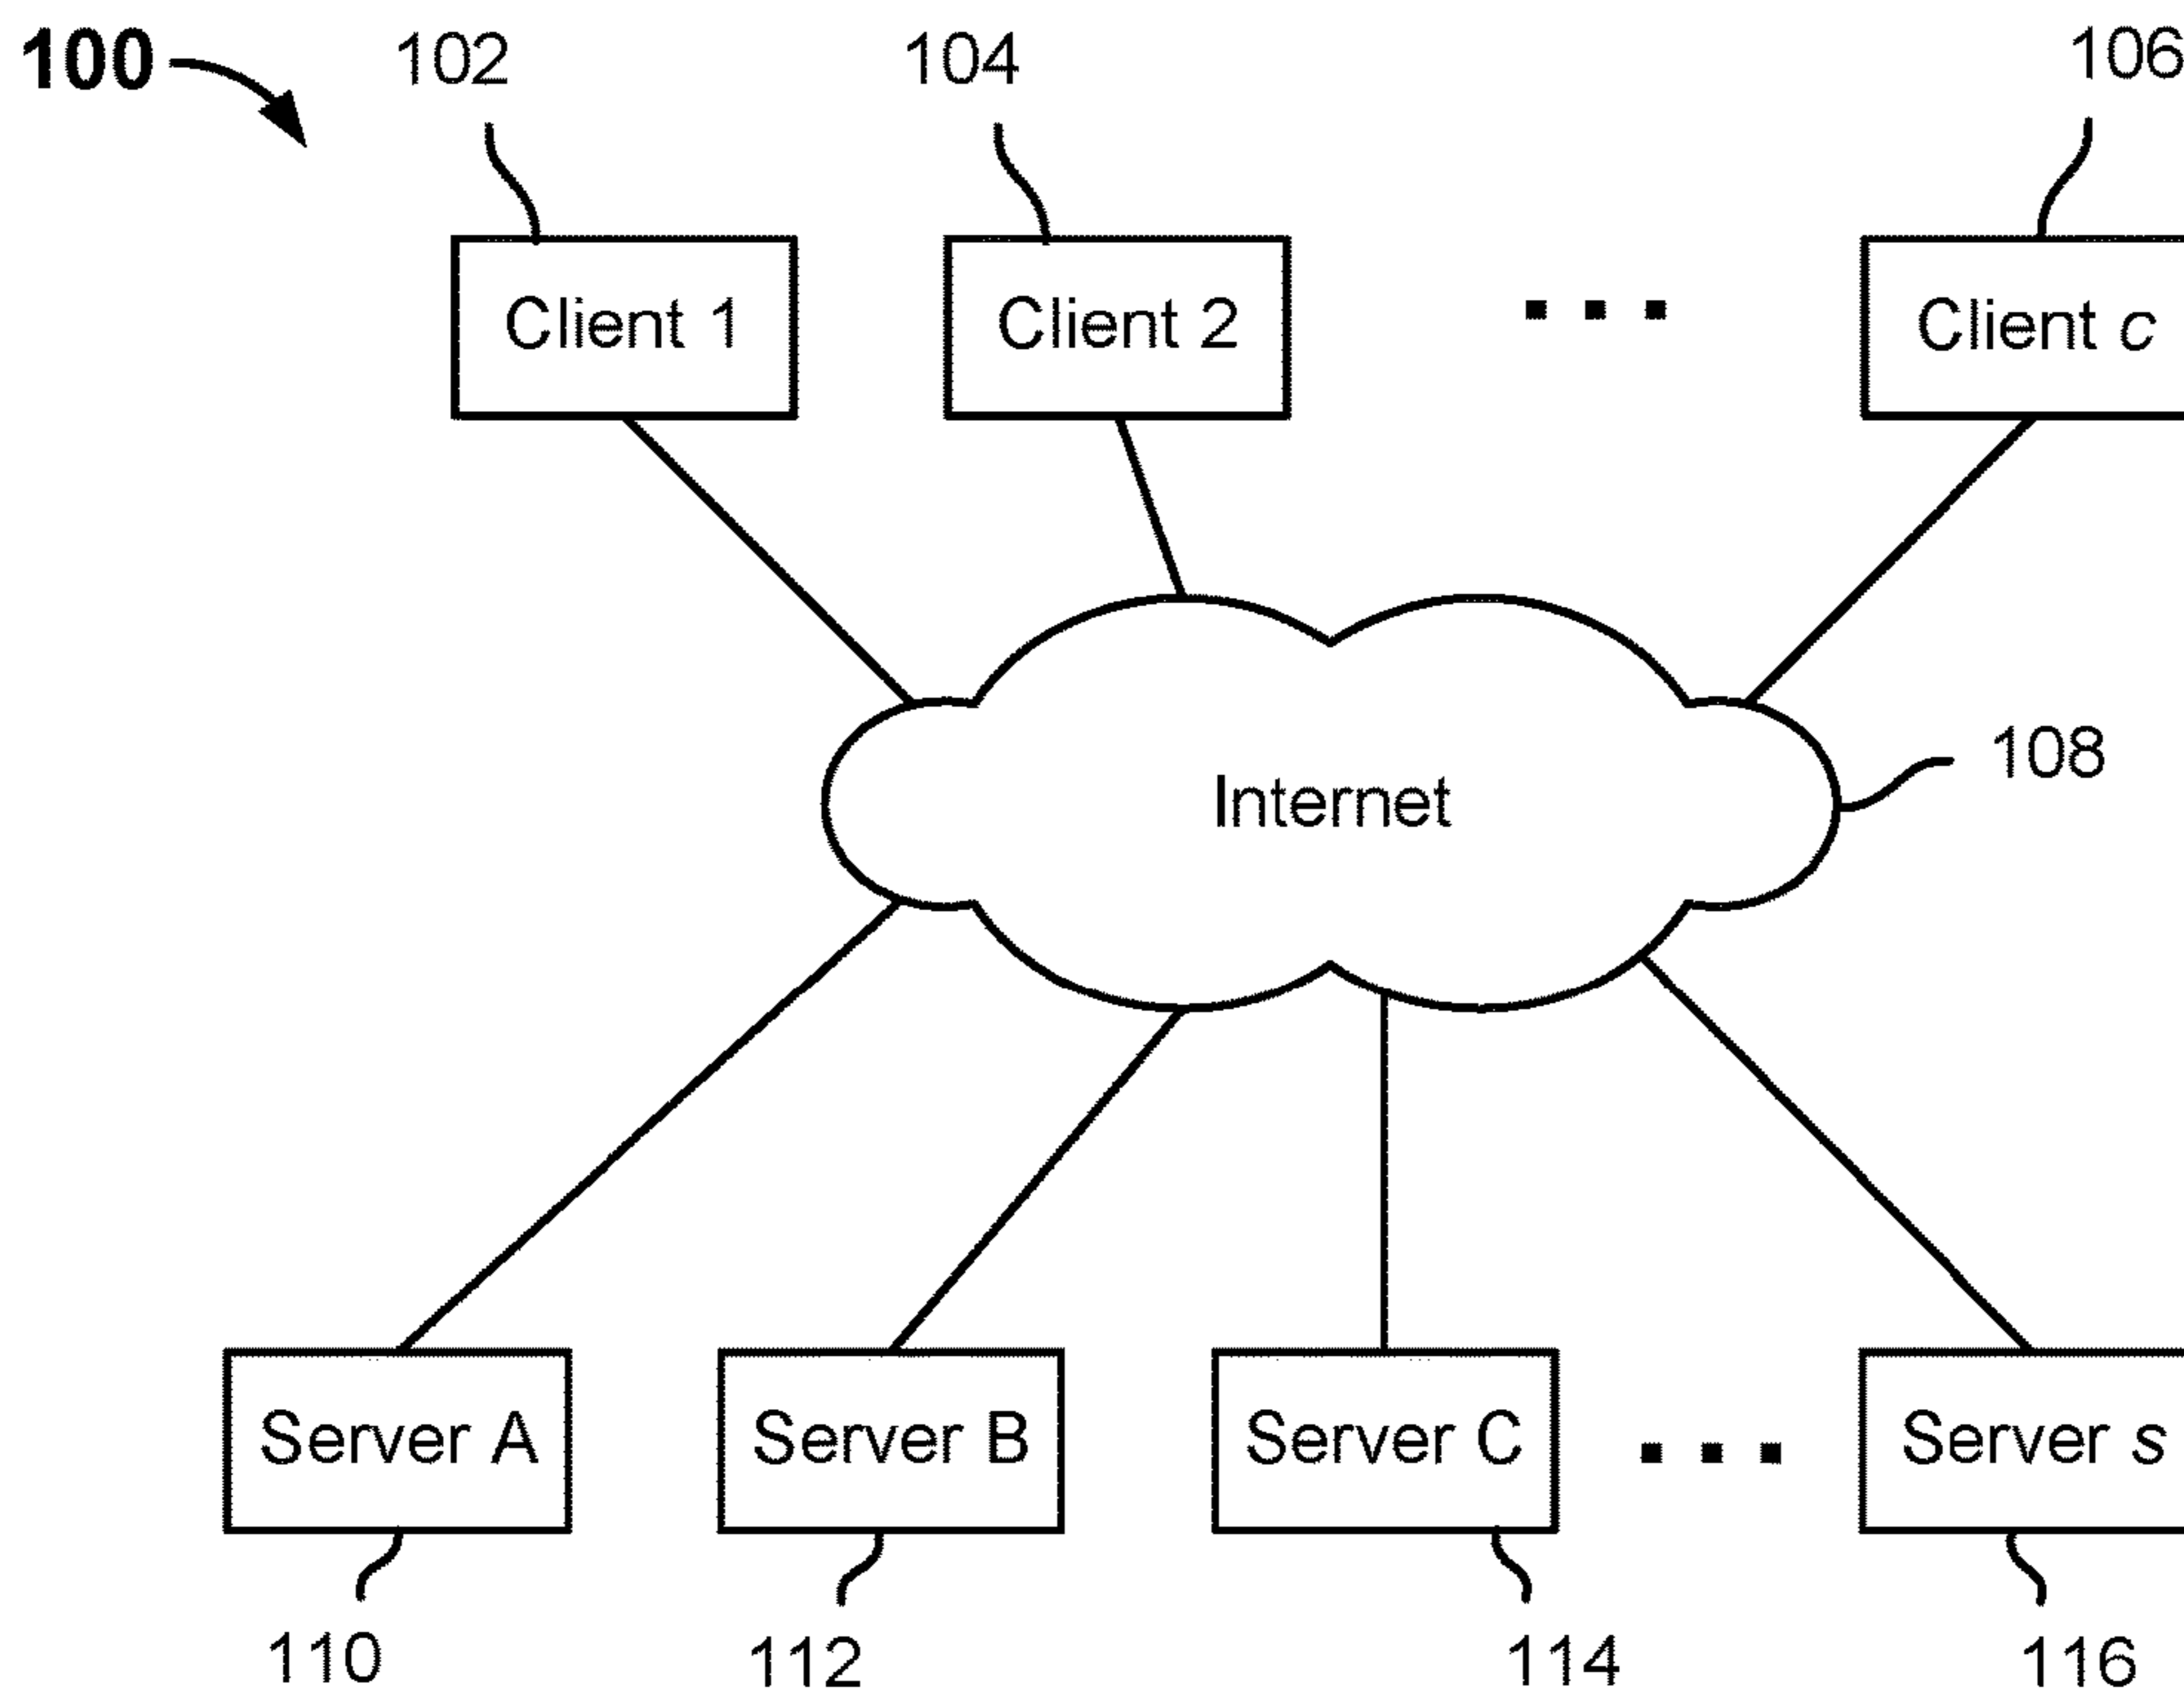 100
102
104
106
Client 1
Client 2
Client c
Internet
108
Server A
Server B
Server C
Server s
110
112
114
116